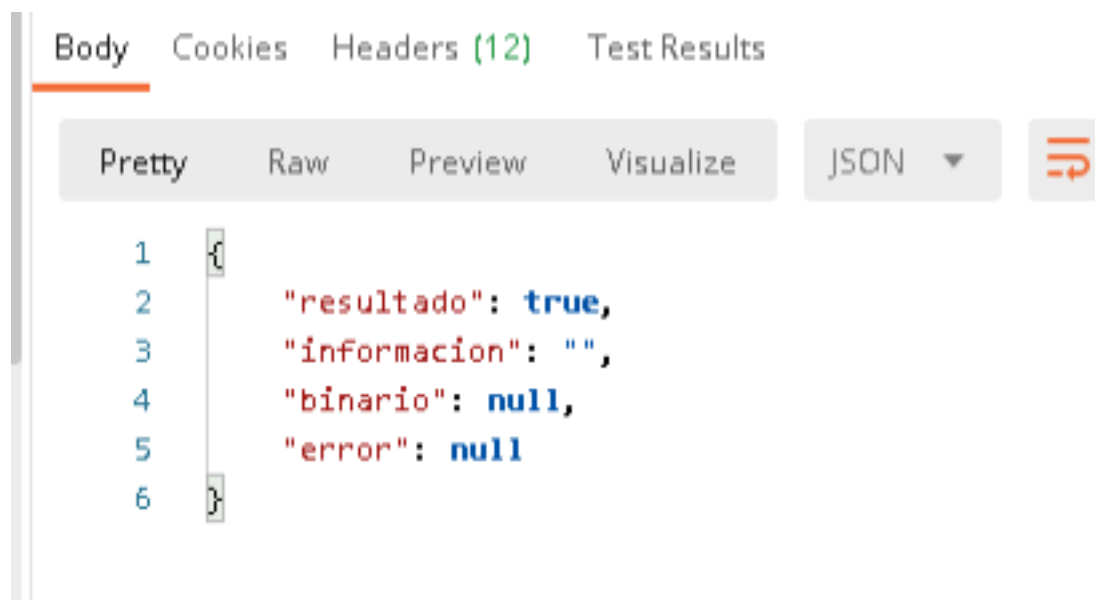 Body Cookies Headers (12) Test Results
Pretty Raw Preview Visualize JSON
1 {
2 "resultado": true,
3 "informacion": "",
4 "binario": null,
5 "error": null
6 }